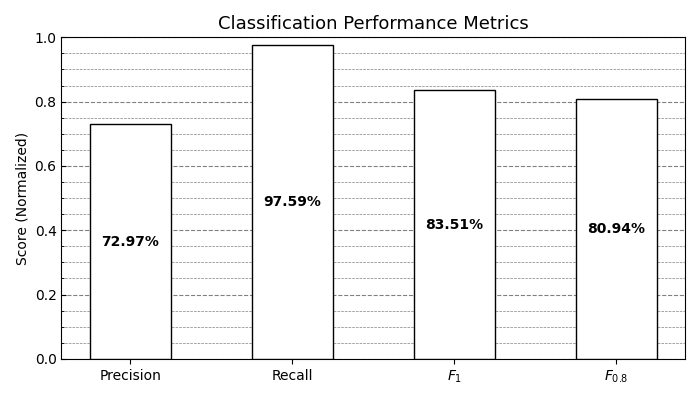 Classification Performance Metrics
Score (Normalized)
1.0
0.8
0.6
0.4
0.2
0.0
72.97%
97.59%
83.51%
80.94%
Precision
Recall
F₁
F₀.₈